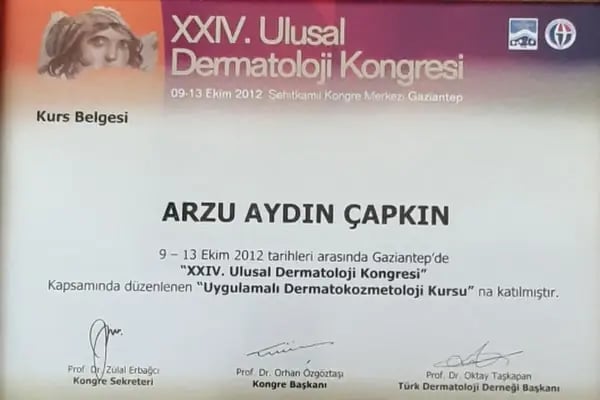 XXIV. Ulusal
Dermatoloji Kongresi
09-13 Ekim 2012 Şehitkamil Kongre Merkezi Gaziantep
Kurs Belgesi
ARZU AYDIN ÇAPKIN
9 – 13 Ekim 2012 tarihleri arasında Gaziantep’de
“XXIV. Ulusal Dermatoloji Kongresi”
Kapsamında düzenlenen “Uygulamalı Dermatokozmetoloji Kursu” na katılmıştır.
Prof. Dr. Zülal Erbağcı
Kongre Sekreteri
Prof. Dr. Orhan Özgöztaşı
Kongre Başkanı
Prof. Dr. Oktay Taşkapan
Türk Dermatoloji Derneği Başkanı